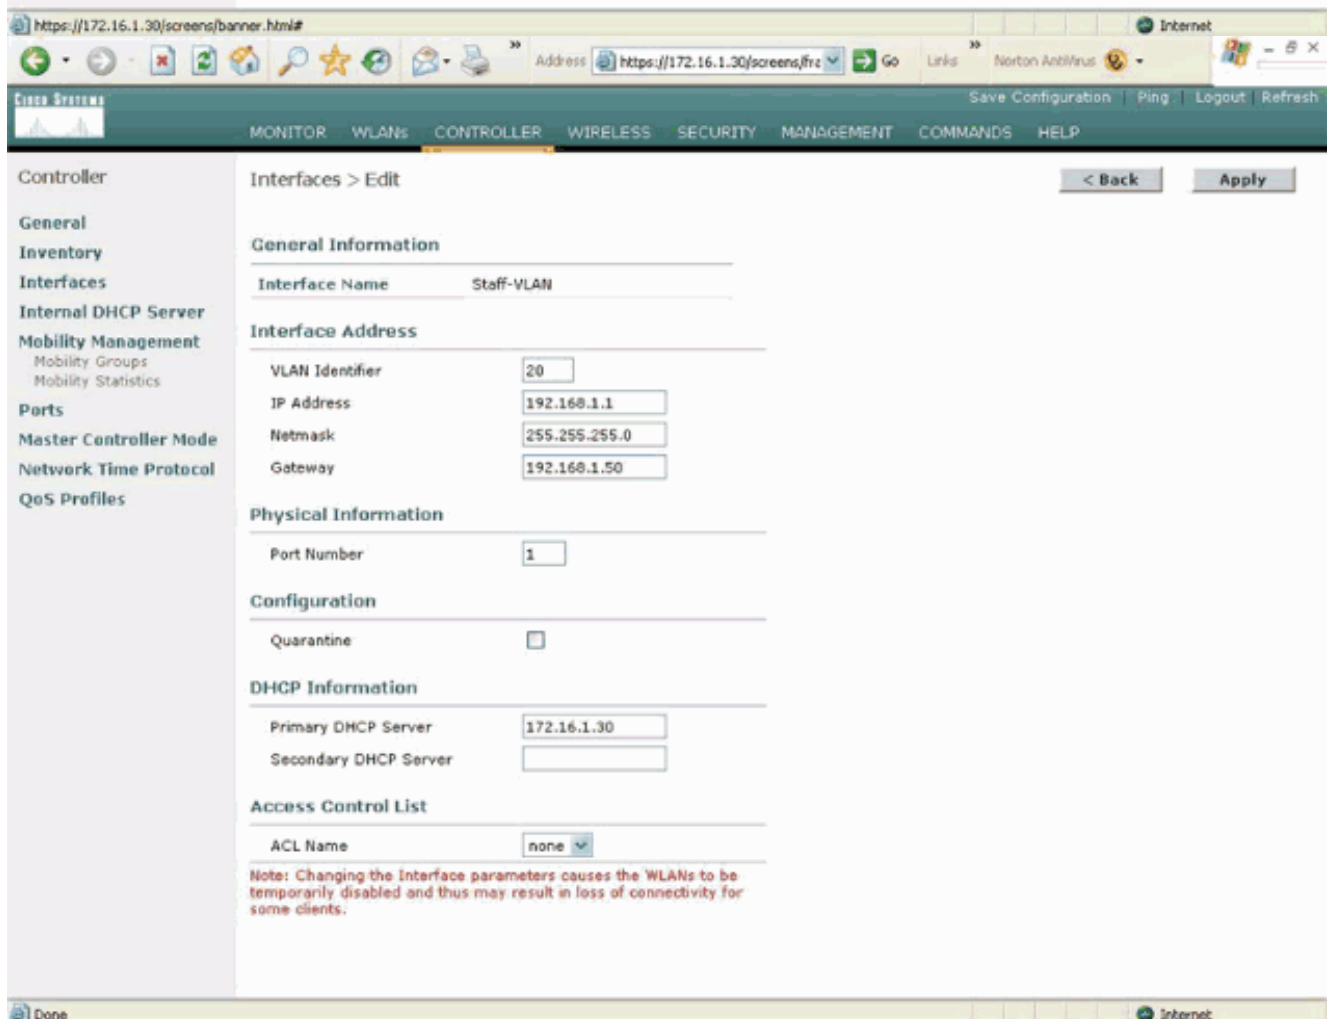 https://172.16.1.30/screens/banner.html#
Internet
Address https://172.16.1.30/screens/fra Go Links Norton AntiVirus
CISCO SYSTEMS
Save Configuration | Ping | Logout | Refresh
MONITOR WLANs CONTROLLER WIRELESS SECURITY MANAGEMENT COMMANDS HELP
Controller
General
Inventory
Interfaces
Internal DHCP Server
Mobility Management
Mobility Groups
Mobility Statistics
Ports
Master Controller Mode
Network Time Protocol
QoS Profiles
Interfaces > Edit
< Back
Apply
General Information
Interface Name Staff-VLAN
Interface Address
VLAN Identifier 20
IP Address 192.168.1.1
Netmask 255.255.255.0
Gateway 192.168.1.50
Physical Information
Port Number 1
Configuration
Quarantine
DHCP Information
Primary DHCP Server 172.16.1.30
Secondary DHCP Server
Access Control List
ACL Name none
Note: Changing the Interface parameters causes the WLANs to be
temporarily disabled and thus may result in loss of connectivity for
some clients.
Done
Internet